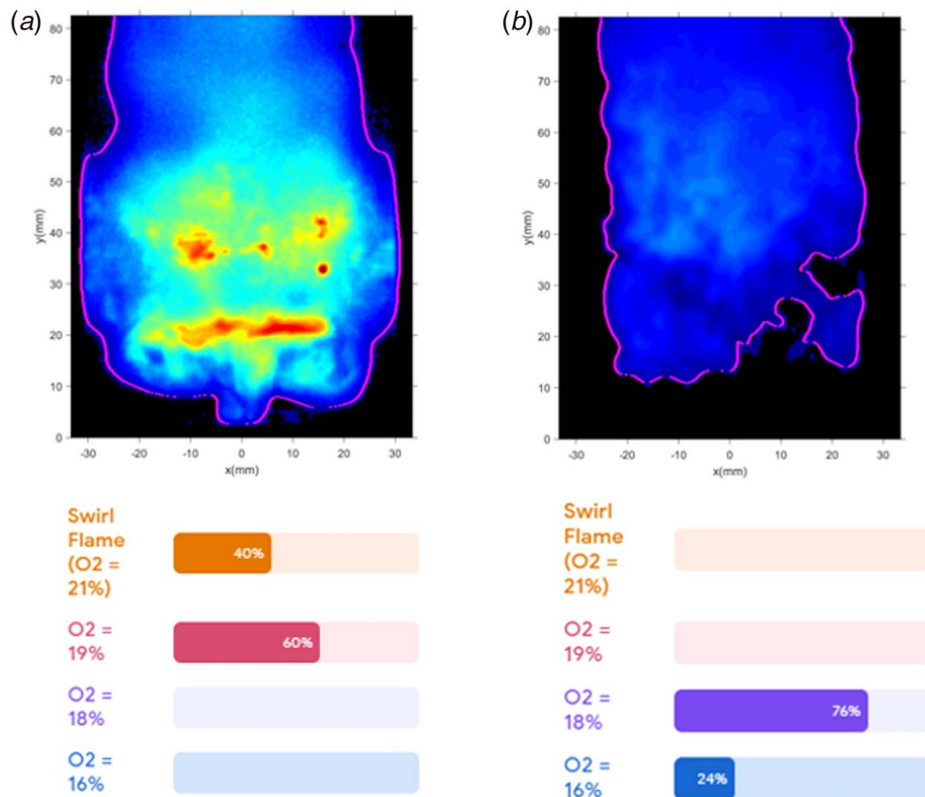 (a)
80
70
60
50
40
30
20
10
0
y(mm)
-30 -20 -10 0 10 20 30
x(mm)
Swirl
Flame
(O2 =
21%)
40%
O2 =
19%
60%
O2 =
18%
O2 =
16%
(b)
80
70
60
50
40
30
20
10
0
y(mm)
-30 -20 -10 0 10 20 30
x(mm)
Swirl
Flame
(O2 =
21%)
O2 =
19%
O2 =
18%
76%
O2 =
16%
24%